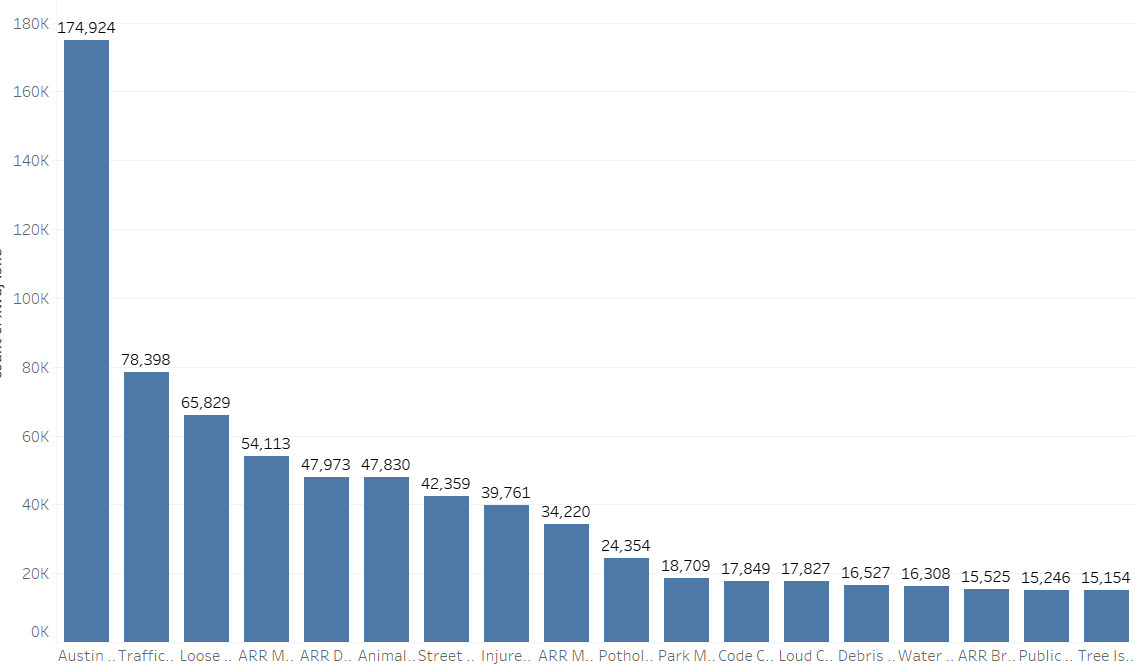 180K
160K
140K
120K
100K
80K
60K
40K
20K
0K
174,924
78,398
65,829
54,113
47,973
47,830
42,359
39,761
34,220
24,354
18,709
17,849
17,827
16,527
16,308
15,525
15,246
15,154
Austin ..
Traffic..
Loose ..
ARR M..
ARR D..
Animal..
Street ..
Injure..
ARR M..
Pothol..
Park M..
Code C..
Loud C..
Debris ..
Water ..
ARR Br..
Public ..
Tree Is..